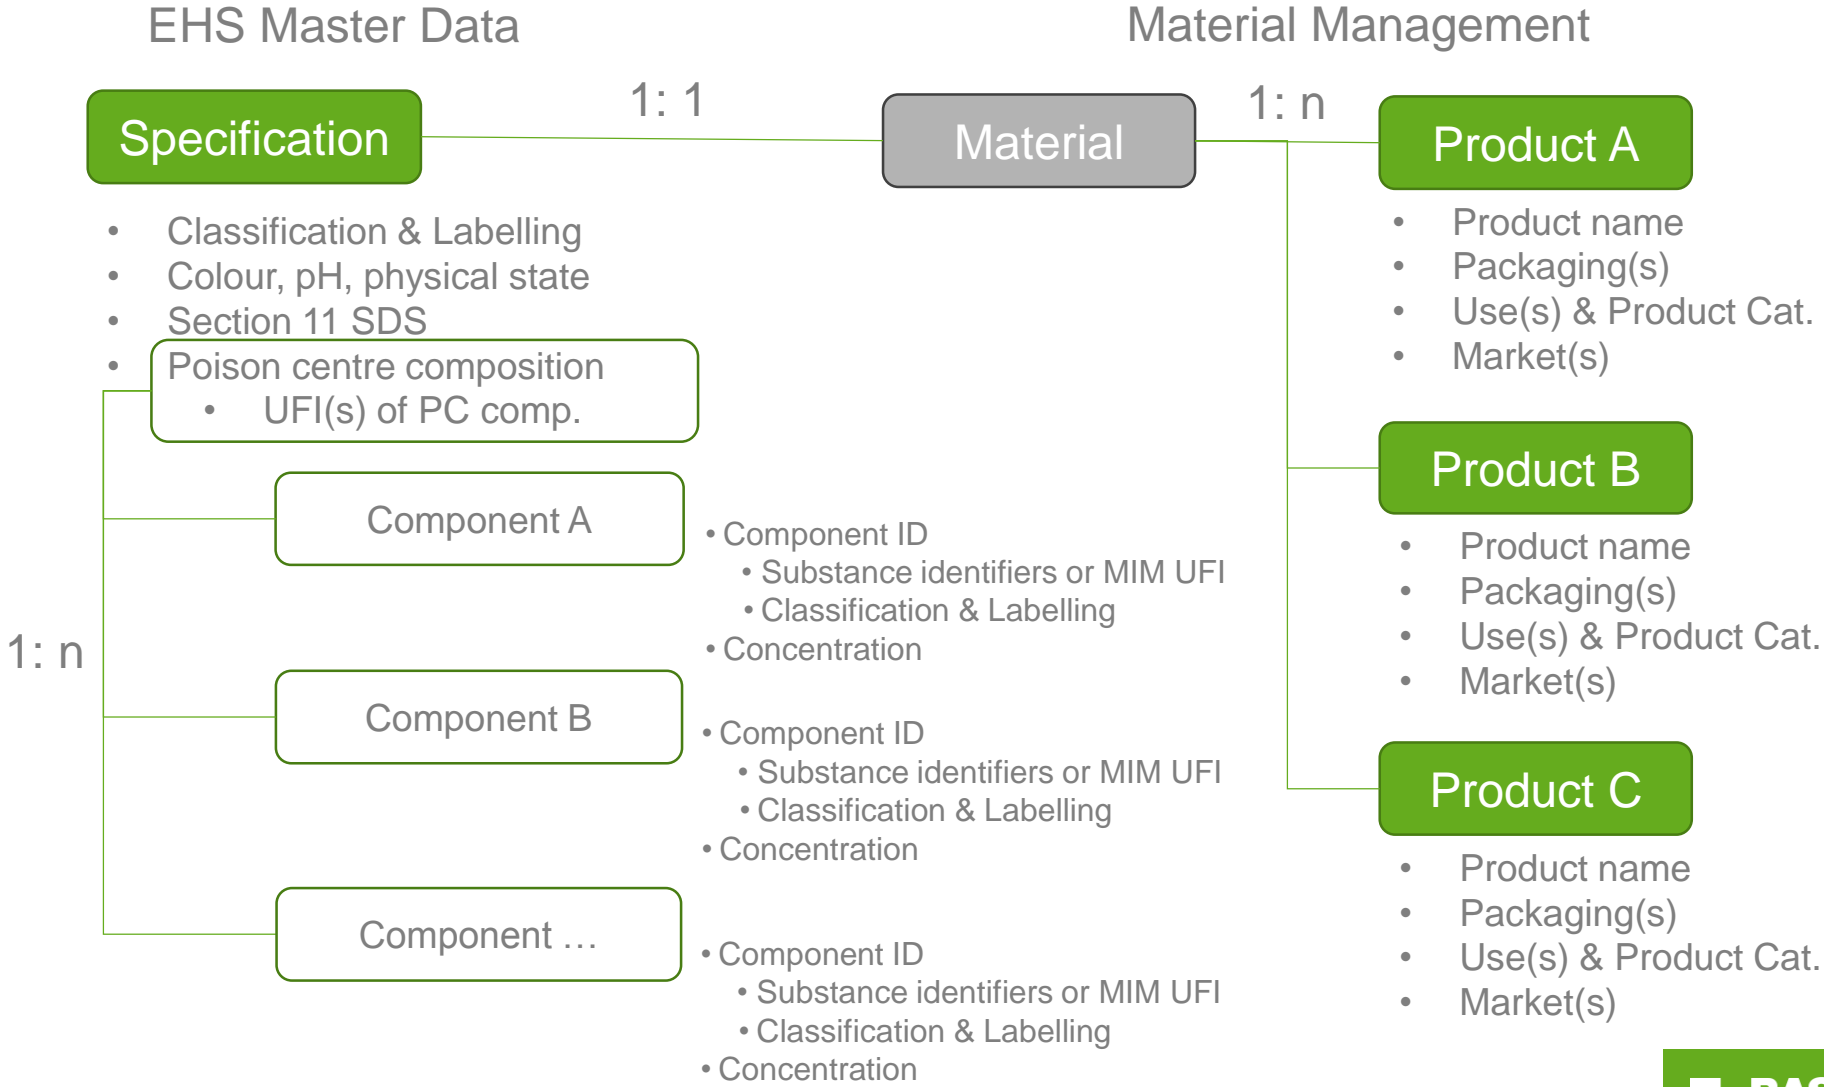 EHS Master Data
Material Management
1: 1
1: n
Specification
Material
Product A
• Classification & Labelling
• Colour, pH, physical state
• Section 11 SDS
• Poison centre composition
• UFI(s) of PC comp.
• Product name
• Packaging(s)
• Use(s) & Product Cat.
• Market(s)
Product B
• Product name
• Packaging(s)
• Use(s) & Product Cat.
• Market(s)
Product C
• Product name
• Packaging(s)
• Use(s) & Product Cat.
• Market(s)
1: n
Component A
• Component ID
• Substance identifiers or MIM UFI
• Classification & Labelling
• Concentration
Component B
• Component ID
• Substance identifiers or MIM UFI
• Classification & Labelling
• Concentration
Component …
• Component ID
• Substance identifiers or MIM UFI
• Classification & Labelling
• Concentration